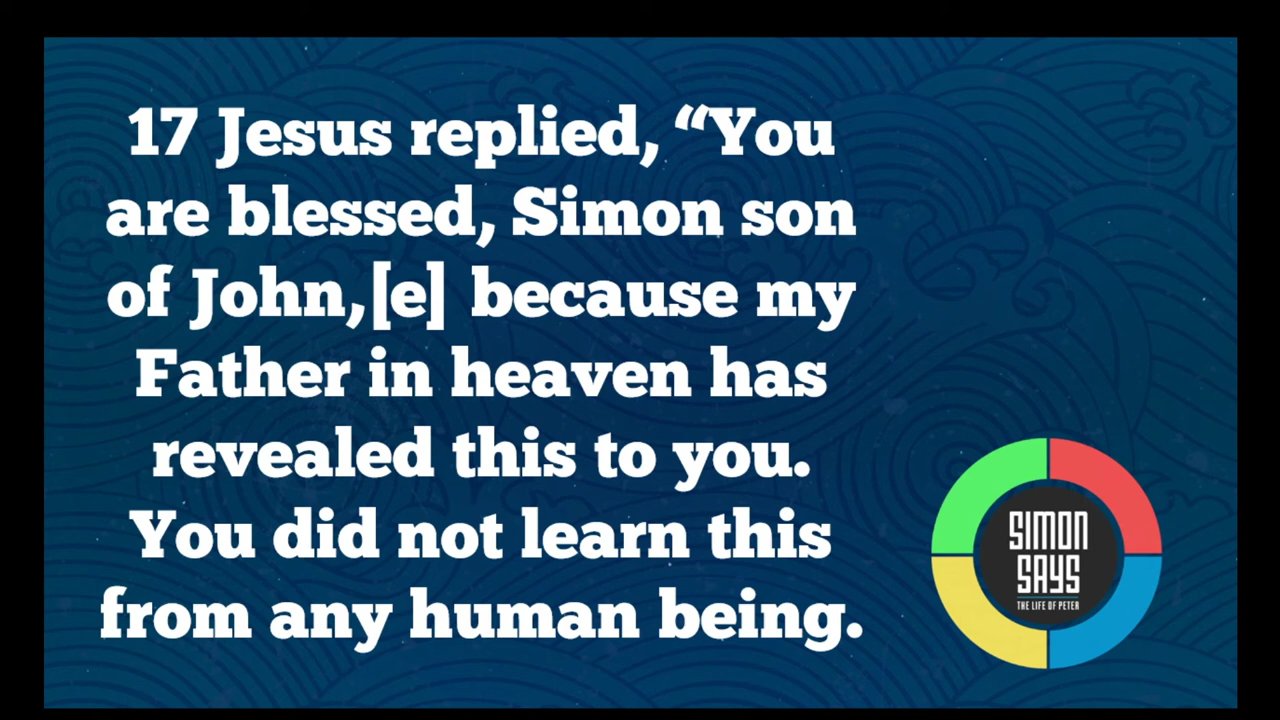 17 Jesus replied, “You
are blessed, Simon son
of John,[e] because my
Father in heaven has
revealed this to you.
You did not learn this
from any human being.
SIMON
SAYS
THE LIFE OF PETER